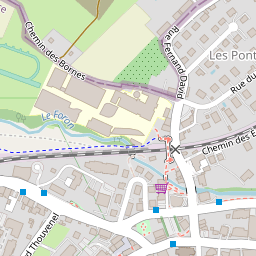 Chemin des Bornes
Rue Fernand David
Les Pont
Rue du
Le Foron
Chemin des E
d Thouvenel